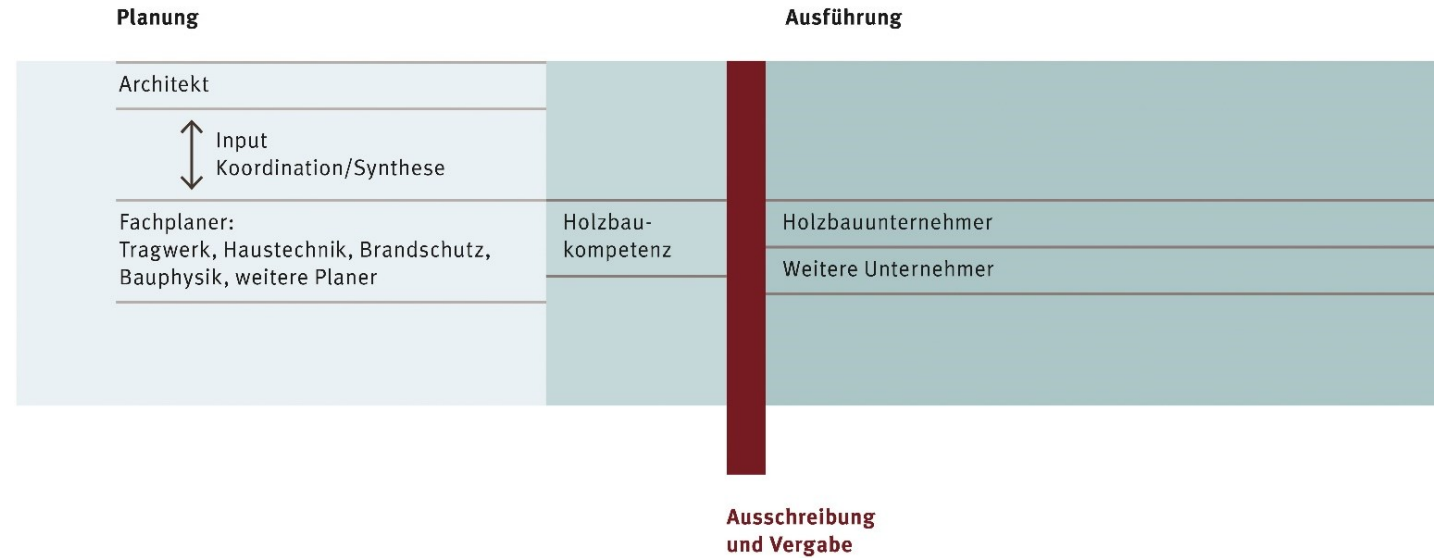 Planung
Ausführung
Architekt
Input
Koordination/Synthese
Fachplaner:
Tragwerk, Haustechnik, Brandschutz,
Bauphysik, weitere Planer
Holzbau-
kompetenz
Holzbauunternehmer
Weitere Unternehmer
Ausschreibung
und Vergabe